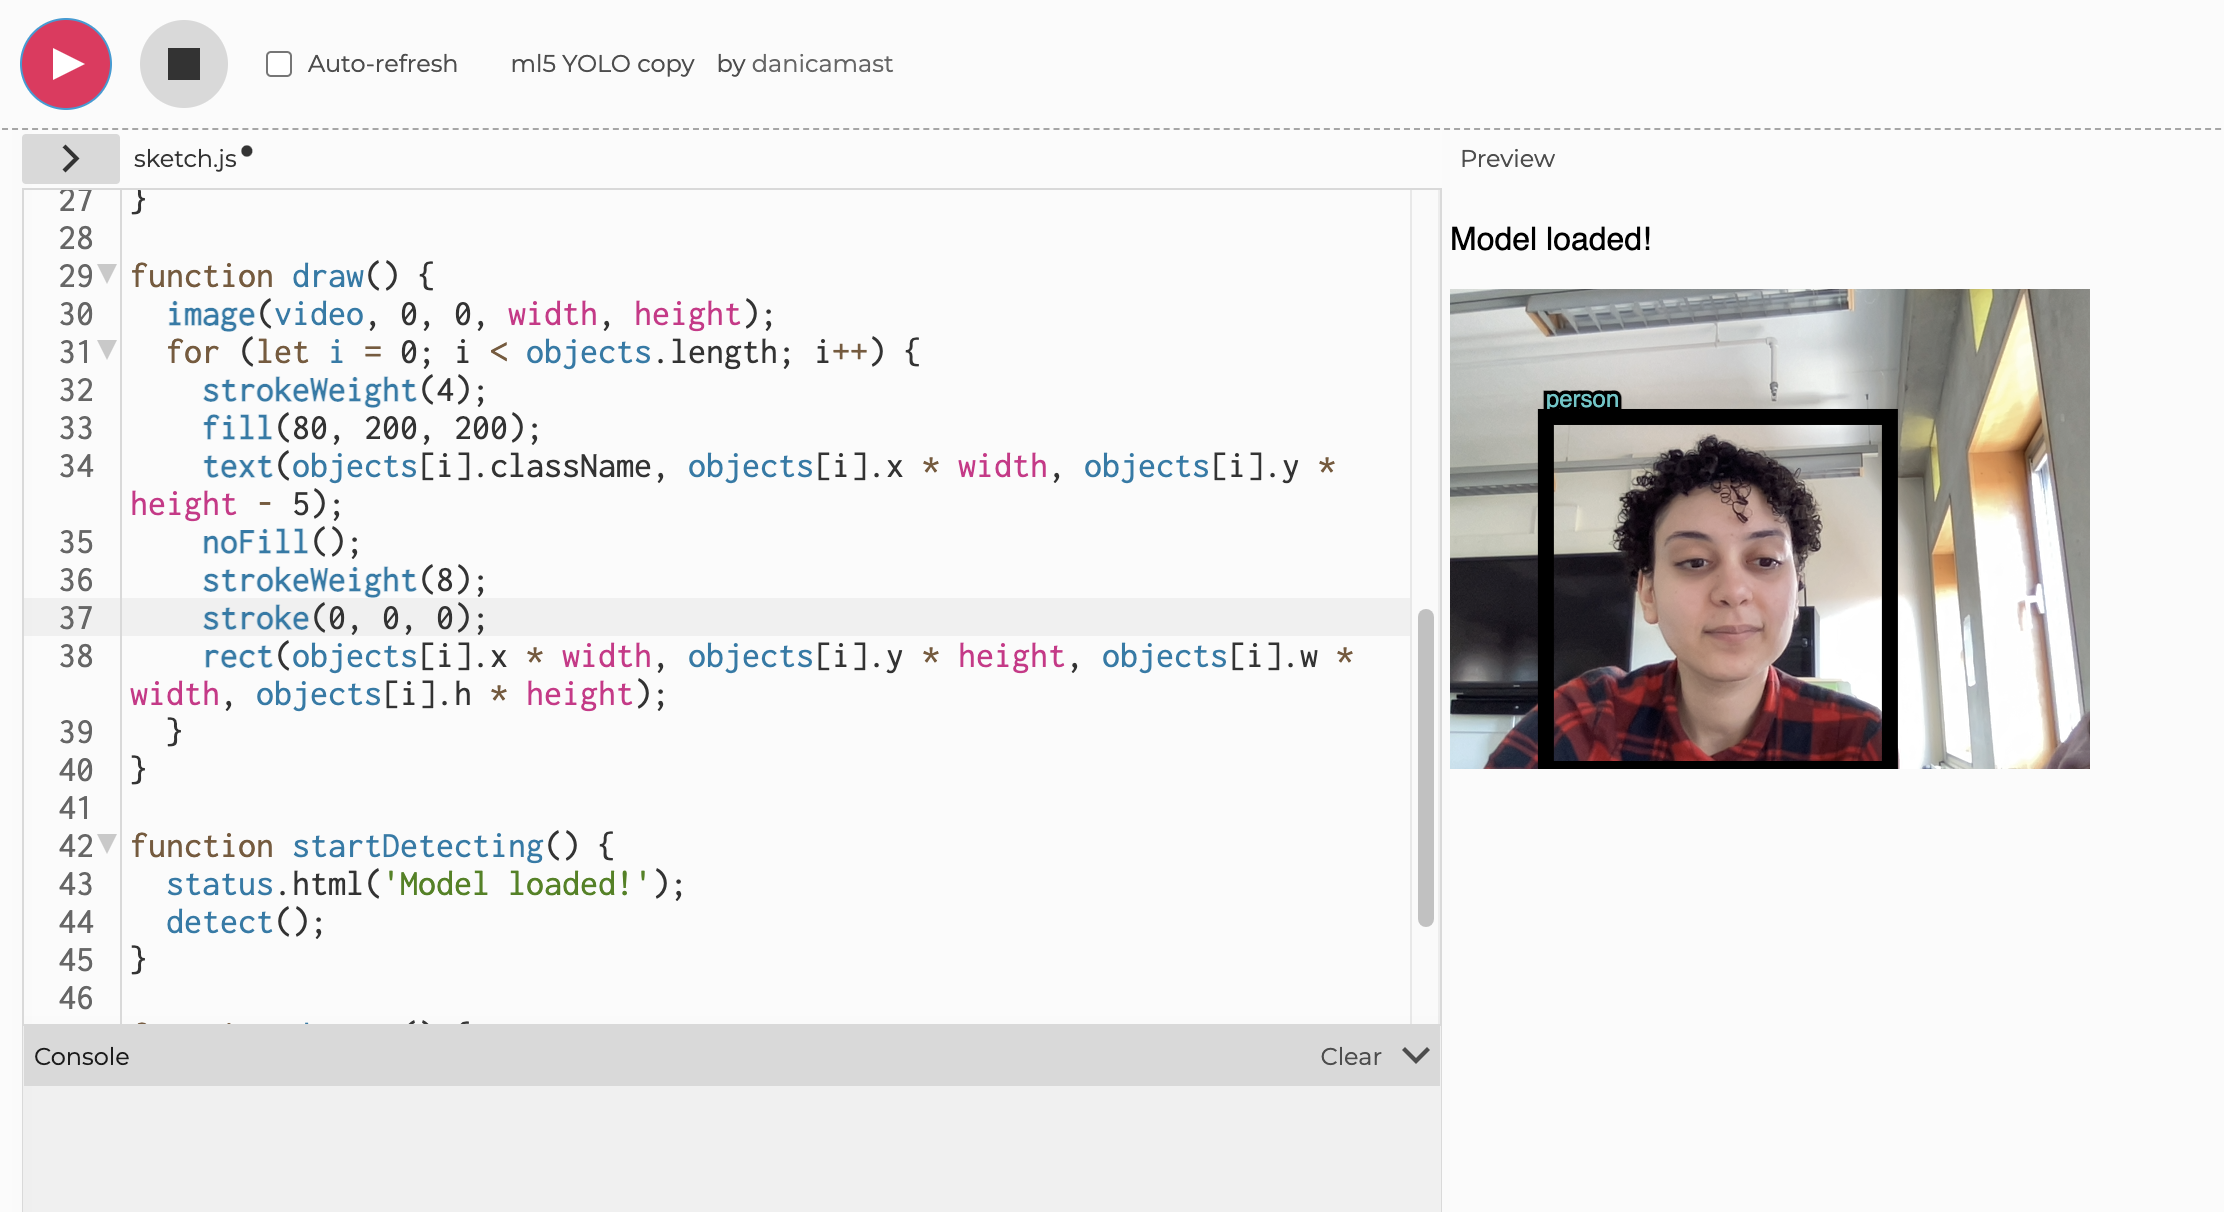 Auto-refresh ml5 YOLO copy by danicamast
sketch.js
27 }
28
29 function draw() {
30 image(video, 0, 0, width, height);
31 for (let i = 0; i < objects.length; i++) {
32 strokeWeight(4);
33 fill(80, 200, 200);
34 text(objects[i].className, objects[i].x * width, objects[i].y *
height - 5);
35 noFill();
36 strokeWeight(8);
37 stroke(0, 0, 0);
38 rect(objects[i].x * width, objects[i].y * height, objects[i].w *
width, objects[i].h * height);
39 }
40 }
41
42 function startDetecting() {
43 status.html('Model loaded!');
44 detect();
45 }
46
Console
Clear
Preview
Model loaded!
person